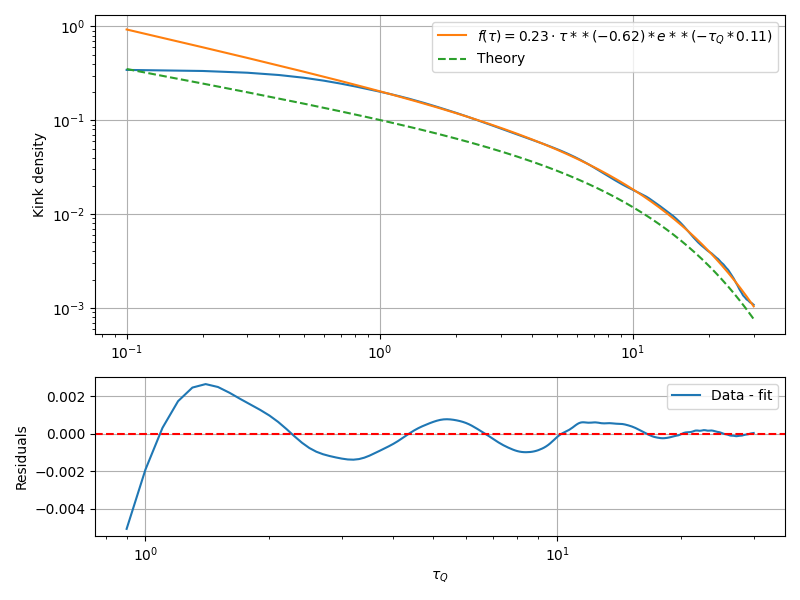 10⁰
10⁻¹
10⁻²
10⁻³
Kink density
f(τ) = 0.23 · τ * *(−0.62) * e * *(−τ_Q * 0.11)
Theory
10⁻¹ 10⁰ 10¹
0.002
0.000
−0.002
−0.004
Residuals
Data - fit
10⁰ 10¹
τ_Q